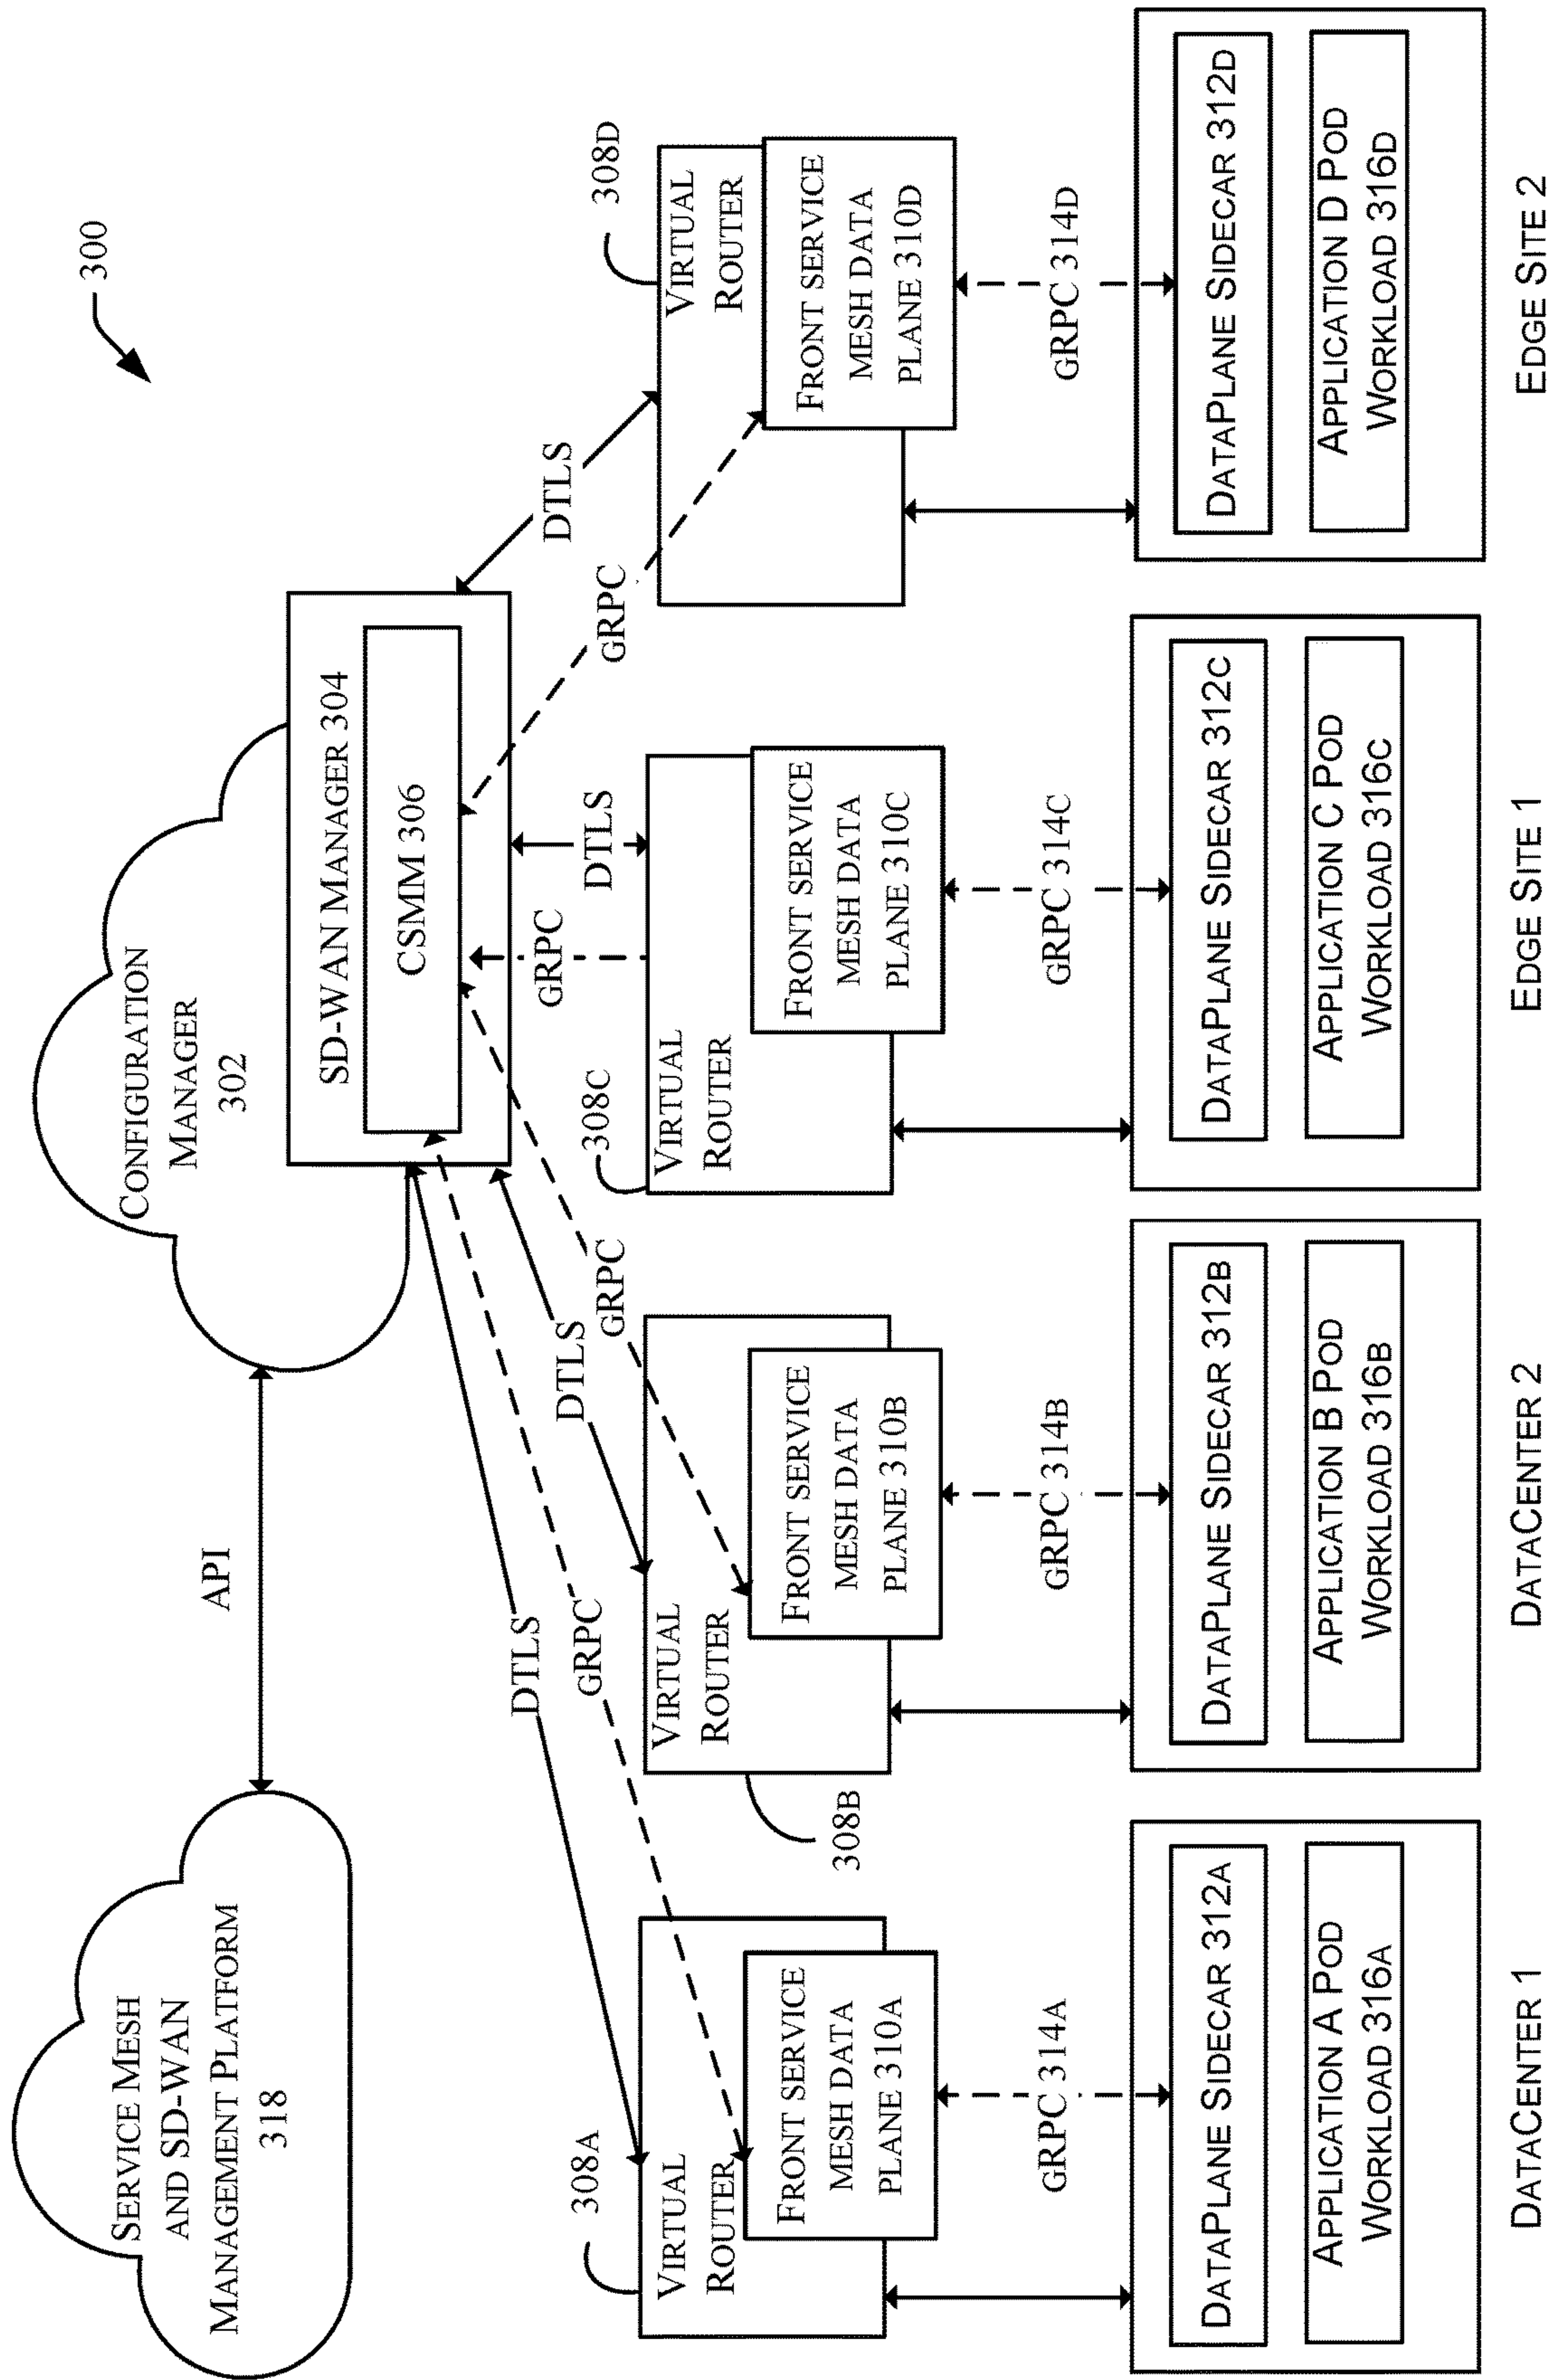 300
SERVICE MESH
AND SD-WAN
MANAGEMENT PLATFORM
318
API
CONFIGURATION
MANAGER
302
SD-WAN MANAGER 304
CSMM 306
DTLS
GRPC
DTLS
GRPC
GRPC
DTLS
GRPC
DTLS
308A
VIRTUAL
ROUTER
FRONT SERVICE
MESH DATA
PLANE 310A
308B
VIRTUAL
ROUTER
FRONT SERVICE
MESH DATA
PLANE 310B
308C
VIRTUAL
ROUTER
FRONT SERVICE
MESH DATA
PLANE 310C
308D
VIRTUAL
ROUTER
FRONT SERVICE
MESH DATA
PLANE 310D
GRPC 314A
GRPC 314B
GRPC 314C
GRPC 314D
DATAPLANE SIDECAR 312A
APPLICATION A POD
WORKLOAD 316A
DATACENTER 1
DATAPLANE SIDECAR 312B
APPLICATION B POD
WORKLOAD 316B
DATACENTER 2
DATAPLANE SIDECAR 312C
APPLICATION C POD
WORKLOAD 316C
EDGE SITE 1
DATAPLANE SIDECAR 312D
APPLICATION D POD
WORKLOAD 316D
EDGE SITE 2